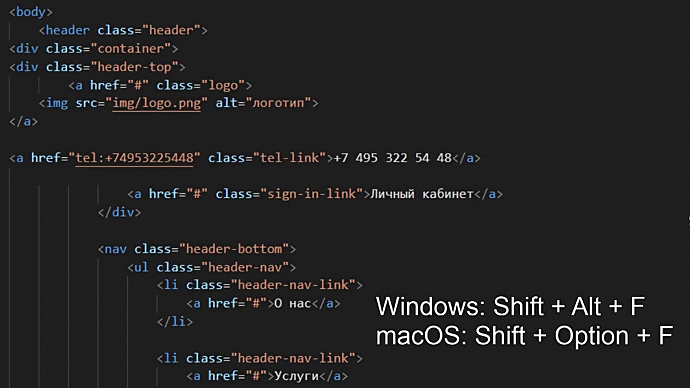 <body>
<header class="header">
<div class="container">
<div class="header-top">
<a href="#" class="logo">
<img src="img/logo.png" alt="логотип">
</a>
<a href="tel:+74953225448" class="tel-link">+7 495 322 54 48</a>
<a href="#" class="sign-in-link">Личный кабинет</a>
</div>
<nav class="header-bottom">
<ul class="header-nav">
<li class="header-nav-link">
<a href="#">О нас</a>
</li>
<li class="header-nav-link">
<a href="#">Услуги</a>
Windows: Shift + Alt + F
macOS: Shift + Option + F